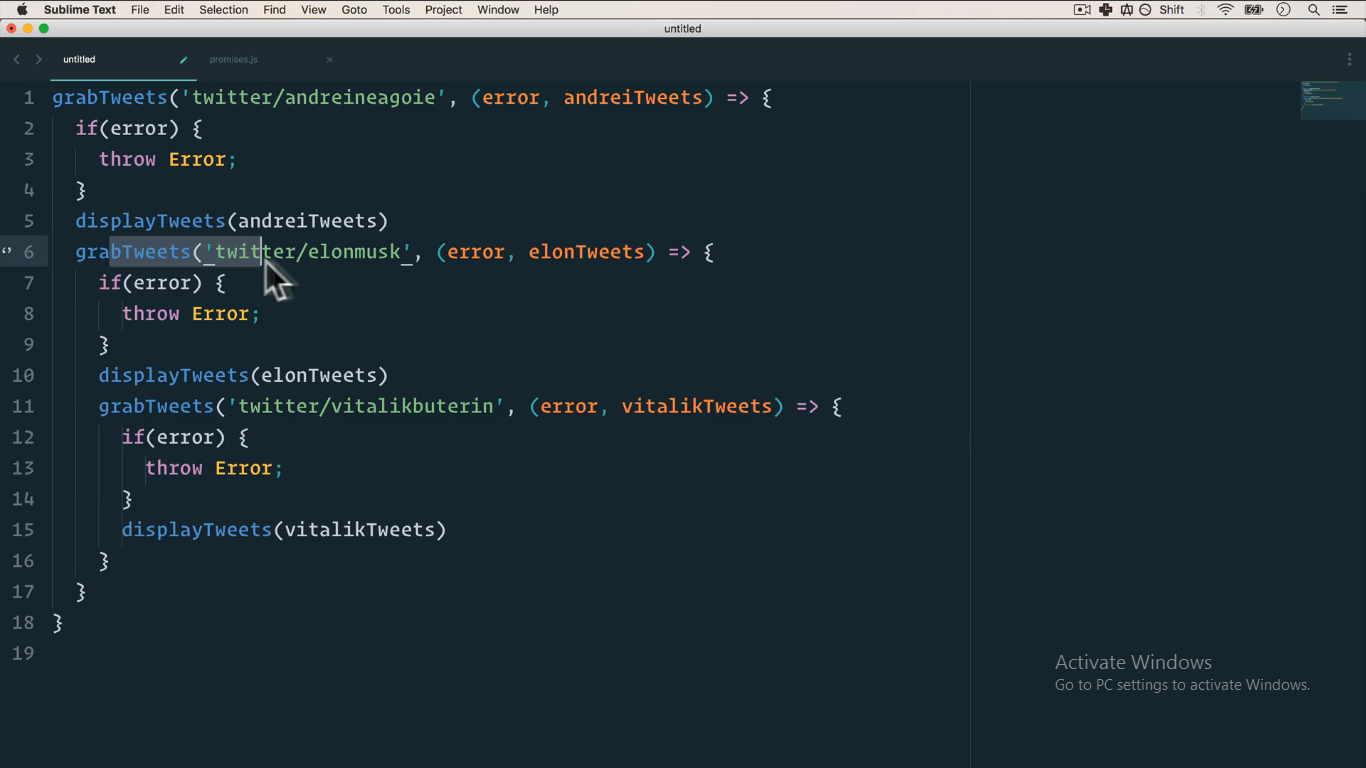 Sublime Text File Edit Selection Find View Goto Tools Project Window Help Shift
untitled
untitled promises.js
1 grabTweets('twitter/andreineagoie', (error, andreiTweets) => {
2 if(error) {
3 throw Error;
4 }
5 displayTweets(andreiTweets)
6 grabTweets('twitter/elonmusk', (error, elonTweets) => {
7 if(error) {
8 throw Error;
9 }
10 displayTweets(elonTweets)
11 grabTweets('twitter/vitalikbuterin', (error, vitalikTweets) => {
12 if(error) {
13 throw Error;
14 }
15 displayTweets(vitalikTweets)
16 }
17 }
18 }
19
Activate Windows
Go to PC settings to activate Windows.